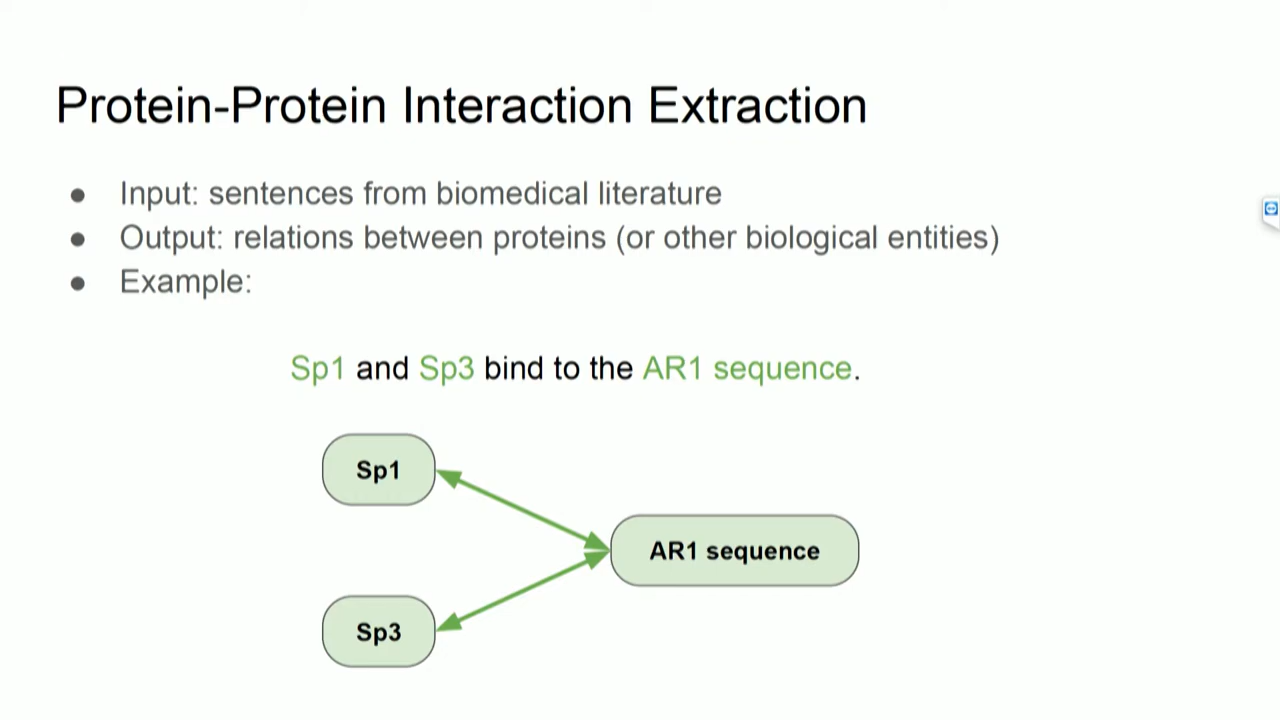 Protein-Protein Interaction Extraction
● Input: sentences from biomedical literature
● Output: relations between proteins (or other biological entities)
● Example:
Sp1 and Sp3 bind to the AR1 sequence.
Sp1
AR1 sequence
Sp3